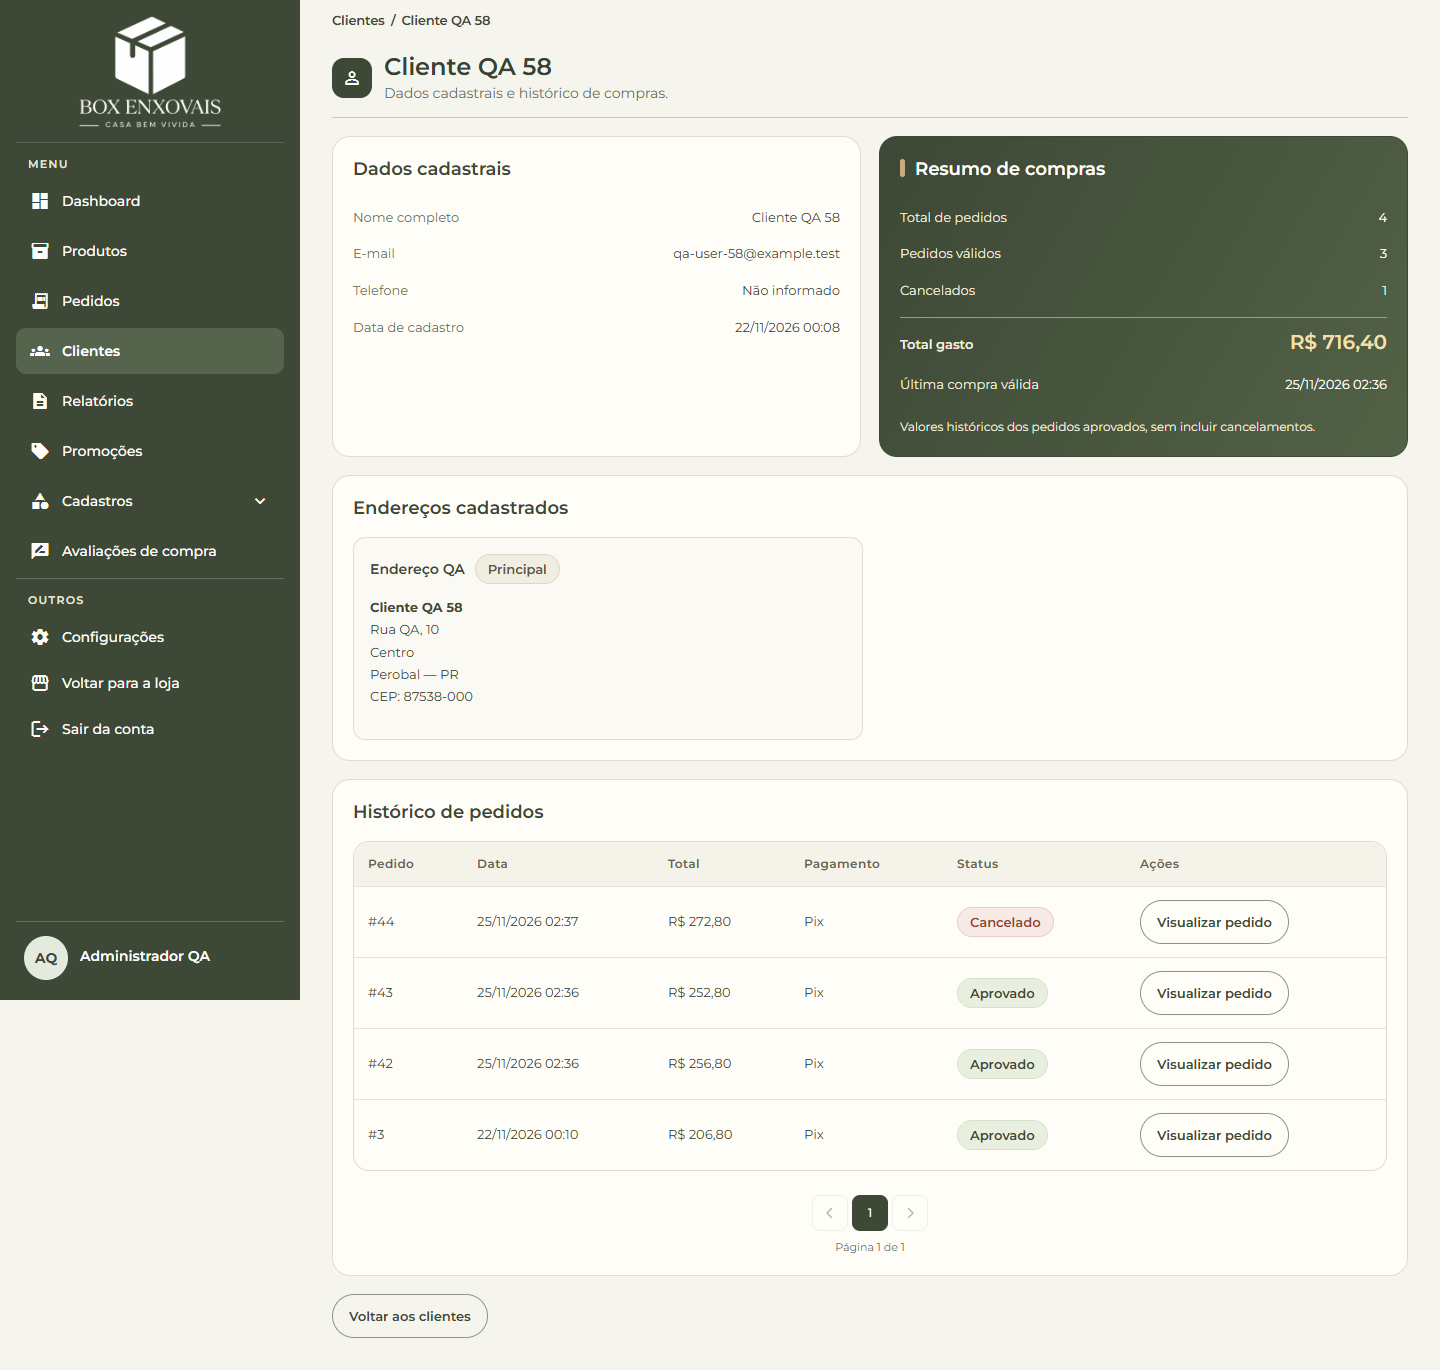 BOX ENXOVAIS
CASA BEM VIVIDA
MENU
Dashboard
Produtos
Pedidos
Clientes
Relatórios
Promoções
Cadastros
Avaliações de compra
OUTROS
Configurações
Voltar para a loja
Sair da conta
AQ Administrador QA
Clientes / Cliente QA 58
Cliente QA 58
Dados cadastrais e histórico de compras.
Dados cadastrais
Nome completo Cliente QA 58
E-mail qa-user-58@example.test
Telefone Não informado
Data de cadastro 22/11/2026 00:08
Resumo de compras
Total de pedidos 4
Pedidos válidos 3
Cancelados 1
Total gasto R$ 716,40
Última compra válida 25/11/2026 02:36
Valores históricos dos pedidos aprovados, sem incluir cancelamentos.
Endereços cadastrados
Endereço QA Principal
Cliente QA 58
Rua QA, 10
Centro
Perobal — PR
CEP: 87538-000
Histórico de pedidos
Pedido Data Total Pagamento Status Ações
#44 25/11/2026 02:37 R$ 272,80 Pix Cancelado Visualizar pedido
#43 25/11/2026 02:36 R$ 252,80 Pix Aprovado Visualizar pedido
#42 25/11/2026 02:36 R$ 256,80 Pix Aprovado Visualizar pedido
#3 22/11/2026 00:10 R$ 206,80 Pix Aprovado Visualizar pedido
1
Página 1 de 1
Voltar aos clientes